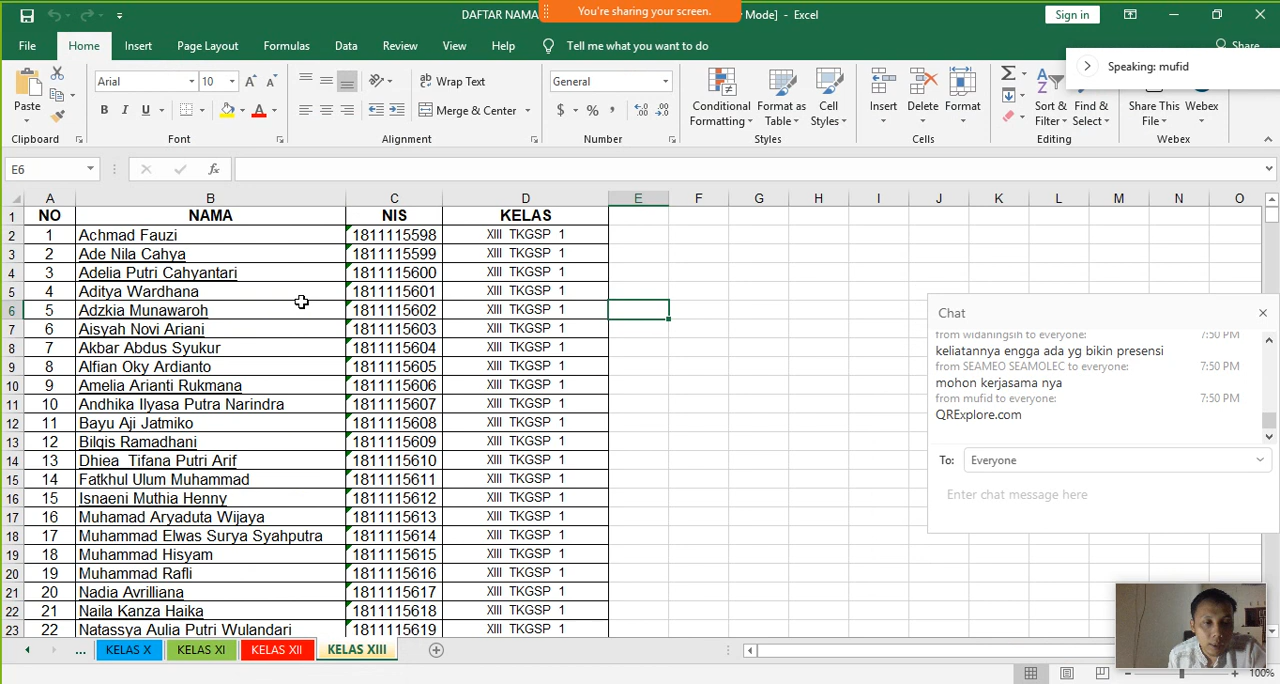 DAFTAR NAMA
You're sharing your screen.
Mode] - Excel
Sign in
File Home Insert Page Layout Formulas Data Review View Help Tell me what you want to do Share
Speaking: mufid
Paste
Clipboard
Arial 10
B I U
Font
Wrap Text
Merge & Center
Alignment
General
$ % ,
Number
Conditional Formatting
Format as Table
Cell Styles
Styles
Insert Delete Format
Cells
Sort & Filter
Find & Select
Editing
Share This File
Webex
Webex
E6
fx
A B C D E F G H I J K L M N O
1 NO NAMA NIS KELAS
2 1 Achmad Fauzi 1811115598 XIII TKGSP 1
3 2 Ade Nila Cahya 1811115599 XIII TKGSP 1
4 3 Adelia Putri Cahyantari 1811115600 XIII TKGSP 1
5 4 Aditya Wardhana 1811115601 XIII TKGSP 1
6 5 Adzkia Munawaroh 1811115602 XIII TKGSP 1
7 6 Aisyah Novi Ariani 1811115603 XIII TKGSP 1
8 7 Akbar Abdus Syukur 1811115604 XIII TKGSP 1
9 8 Alfian Oky Ardianto 1811115605 XIII TKGSP 1
10 9 Amelia Arianti Rukmana 1811115606 XIII TKGSP 1
11 10 Andhika Ilyasa Putra Narindra 1811115607 XIII TKGSP 1
12 11 Bayu Aji Jatmiko 1811115608 XIII TKGSP 1
13 12 Bilqis Ramadhani 1811115609 XIII TKGSP 1
14 13 Dhiea Tifana Putri Arif 1811115610 XIII TKGSP 1
15 14 Fatkhul Ulum Muhammad 1811115611 XIII TKGSP 1
16 15 Isnaeni Muthia Henny 1811115612 XIII TKGSP 1
17 16 Muhamad Aryaduta Wijaya 1811115613 XIII TKGSP 1
18 17 Muhammad Elwas Surya Syahputra 1811115614 XIII TKGSP 1
19 18 Muhammad Hisyam 1811115615 XIII TKGSP 1
20 19 Muhammad Rafli 1811115616 XIII TKGSP 1
21 20 Nadia Avrilliana 1811115617 XIII TKGSP 1
22 21 Naila Kanza Haika 1811115618 XIII TKGSP 1
23 22 Natassya Aulia Putri Wulandari 1811115619 XIII TKGSP 1
Chat
from widaningsih to everyone: 7:50 PM
keliatannya engga ada yg bikin presensi
from SEAMEO SEAMOLEC to everyone: 7:50 PM
mohon kerjasama nya
from mufid to everyone: 7:50 PM
QRExplore.com
To: Everyone
Enter chat message here
... KELAS X KELAS XI KELAS XII KELAS XIII
100%